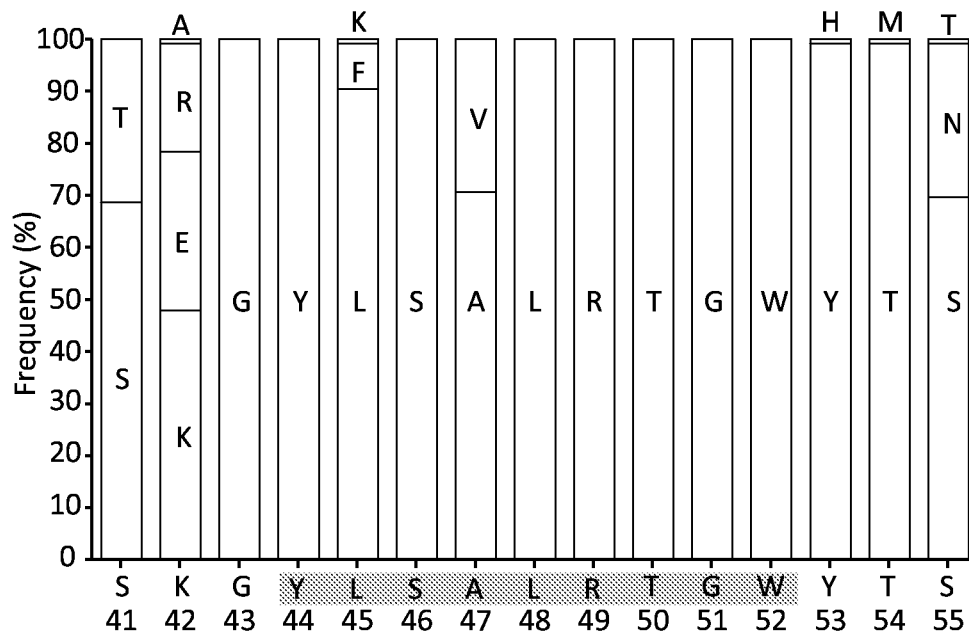 A K H M T
100
F
90
T R V N
80
70
E
60
Frequency (%)
50 G Y L S A L R T G W Y T S
40
S
30
K
20
10
0
S K G Y L S A L R T G W Y T S
41 42 43 44 45 46 47 48 49 50 51 52 53 54 55